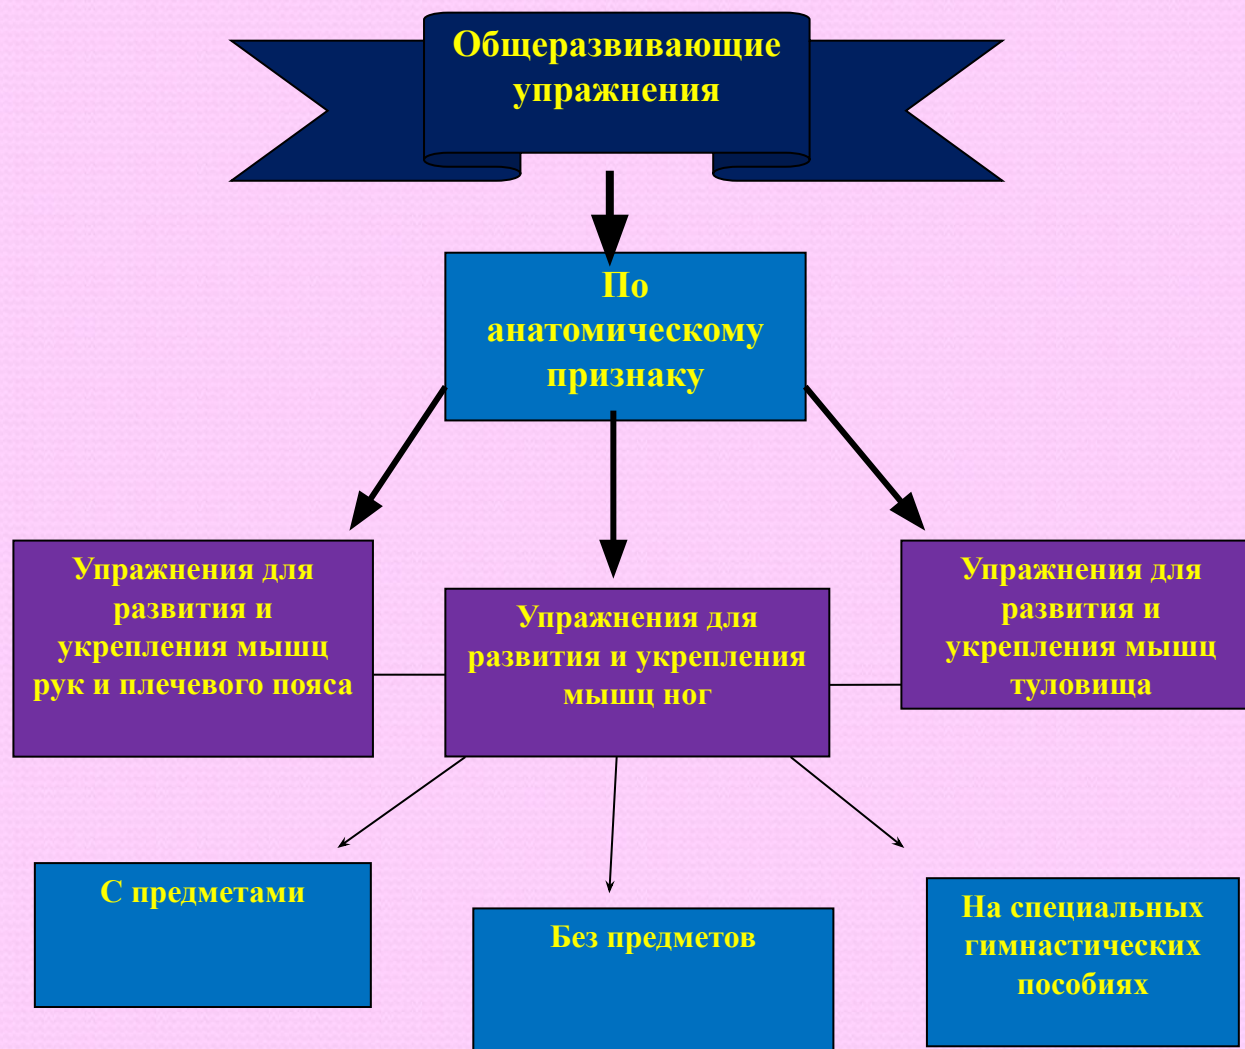 Общеразвивающие
упражнения
По
анатомическому
признаку
Упражнения для
развития и
укрепления мышц
рук и плечевого пояса
Упражнения для
развития и укрепления
мышц ног
Упражнения для
развития и
укрепления мышц
туловища
С предметами
Без предметов
На специальных
гимнастических
пособиях